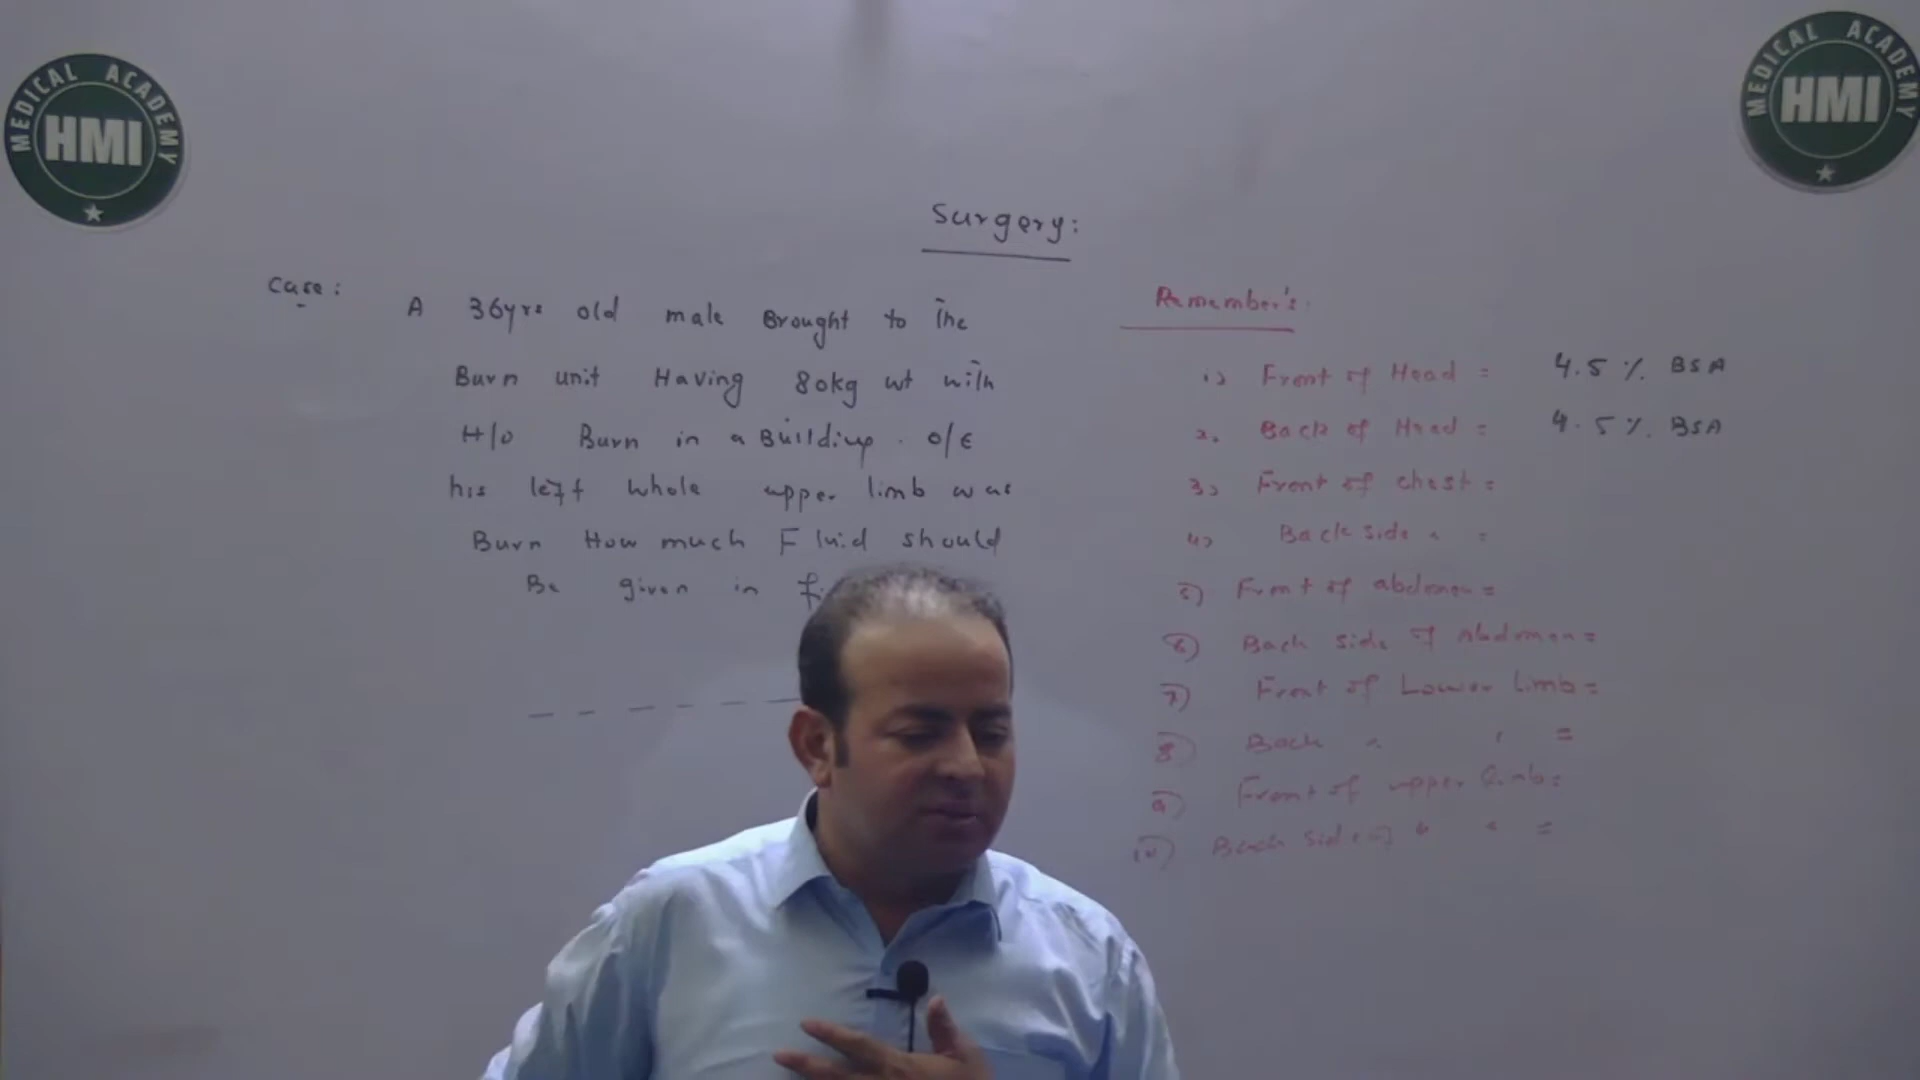 MEDICAL ACADEMY
HMI
MEDICAL ACADEMY
HMI
Surgery:
Case:
A 36yrs old male Brought to the
Burn unit Having 80kg wt with
H/O Burn in a Building. O/E
his left whole upper limb was
Burn How much Fluid should
Be given in
Remember's:
1) Front of Head = 4.5 % BSA
2. Back of Head = 4.5 % BSA
3) Front of chest =
4) Back side " =
5) Front of abdomen =
6) Back side of Abdomen =
7) Front of Lower limb =
8) Back " " =
9) Front of upper limb =
10) Back side of " " =